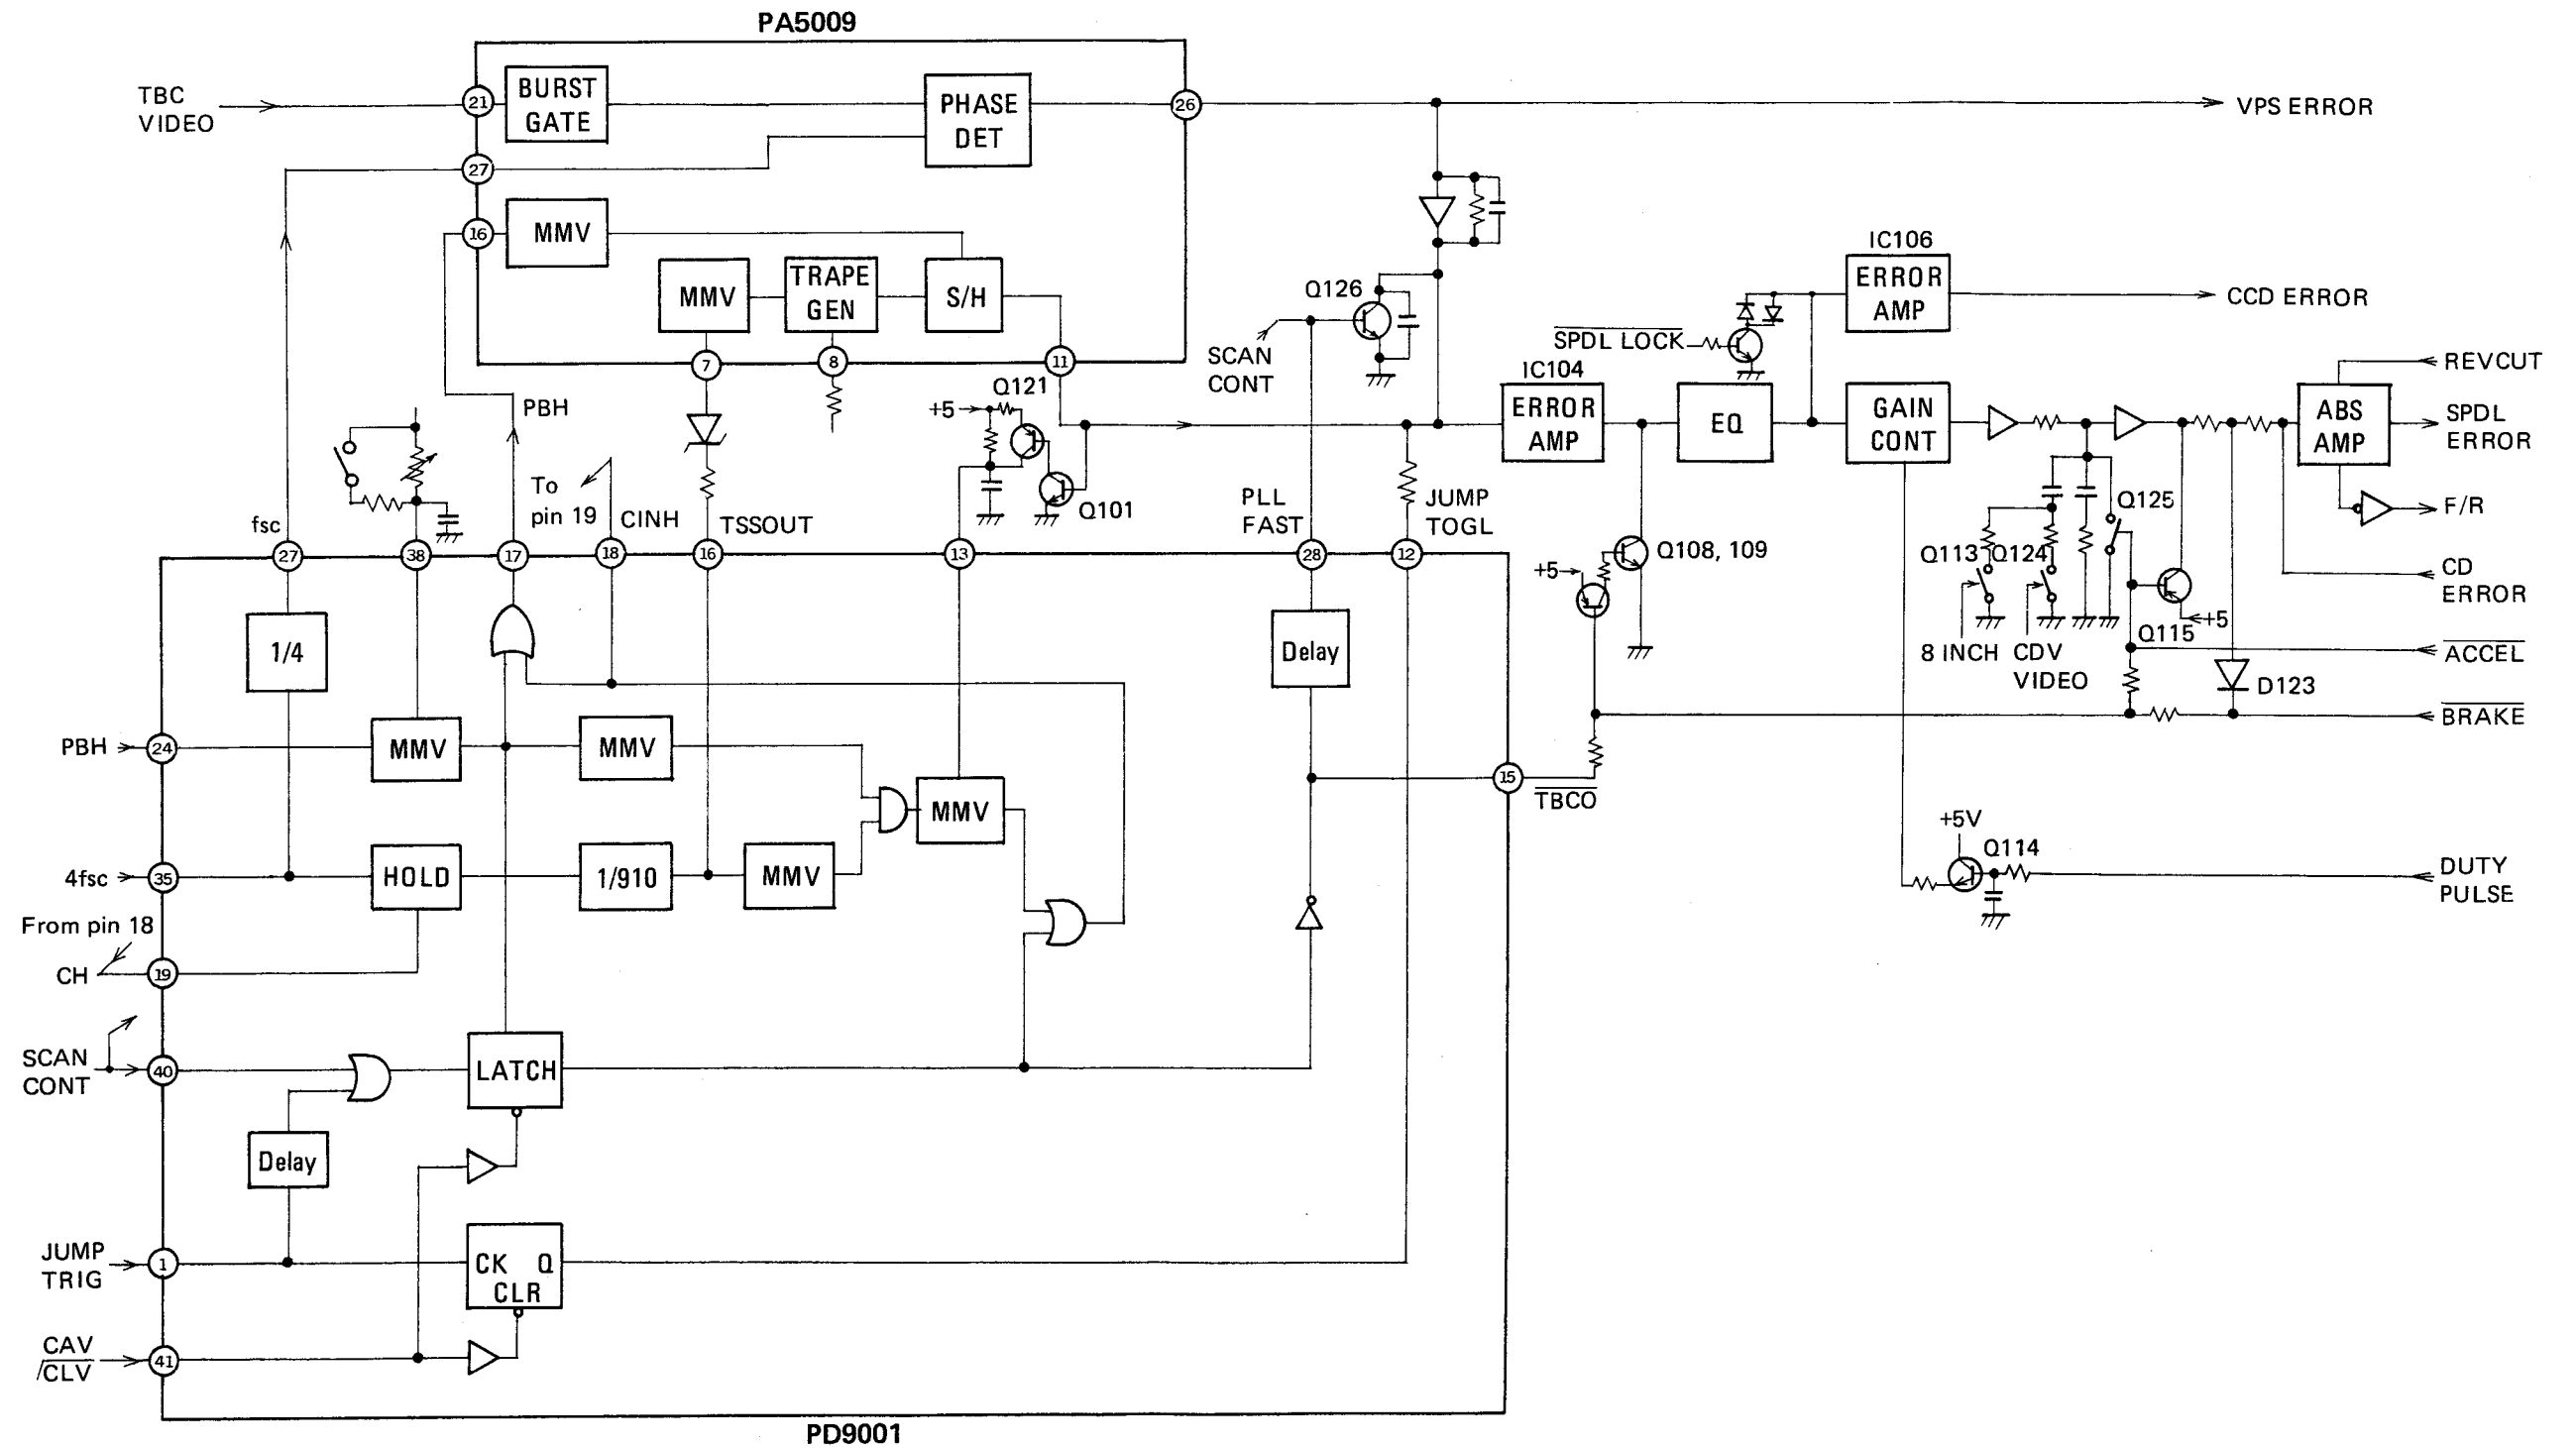 PA5009
TBC
VIDEO
21
BURST
GATE
PHASE
DET
26
VPS ERROR
27
16
MMV
MMV
TRAPE
GEN
S/H
7
8
11
PBH
Q126
SCAN
CONT
SPDL LOCK
IC106
ERROR
AMP
CCD ERROR
IC104
ERROR
AMP
EQ
GAIN
CONT
REVCUT
ABS
AMP
SPDL
ERROR
F/R
CD
ERROR
Q121
+5
Q101
To
pin 19
CINH
TSSOUT
PLL
FAST
JUMP
TOGL
fsc
27
38
17
18
16
13
28
12
Q108, 109
+5
Q125
Q113
Q124
+5
Q115
8 INCH
CDV
VIDEO
ACCEL
D123
BRAKE
1/4
Delay
PBH
24
MMV
MMV
MMV
15
TBCO
+5V
Q114
DUTY
PULSE
4fsc
35
HOLD
1/910
MMV
From pin 18
CH
19
SCAN
CONT
40
LATCH
Delay
JUMP
TRIG
1
CK Q
CLR
CAV
/CLV
41
PD9001